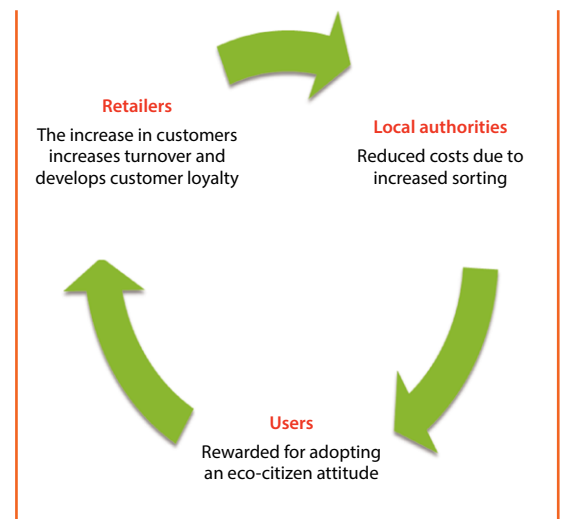 Retailers
The increase in customers
increases turnover and
develops customer loyalty
Local authorities
Reduced costs due to
increased sorting
Users
Rewarded for adopting
an eco-citizen attitude